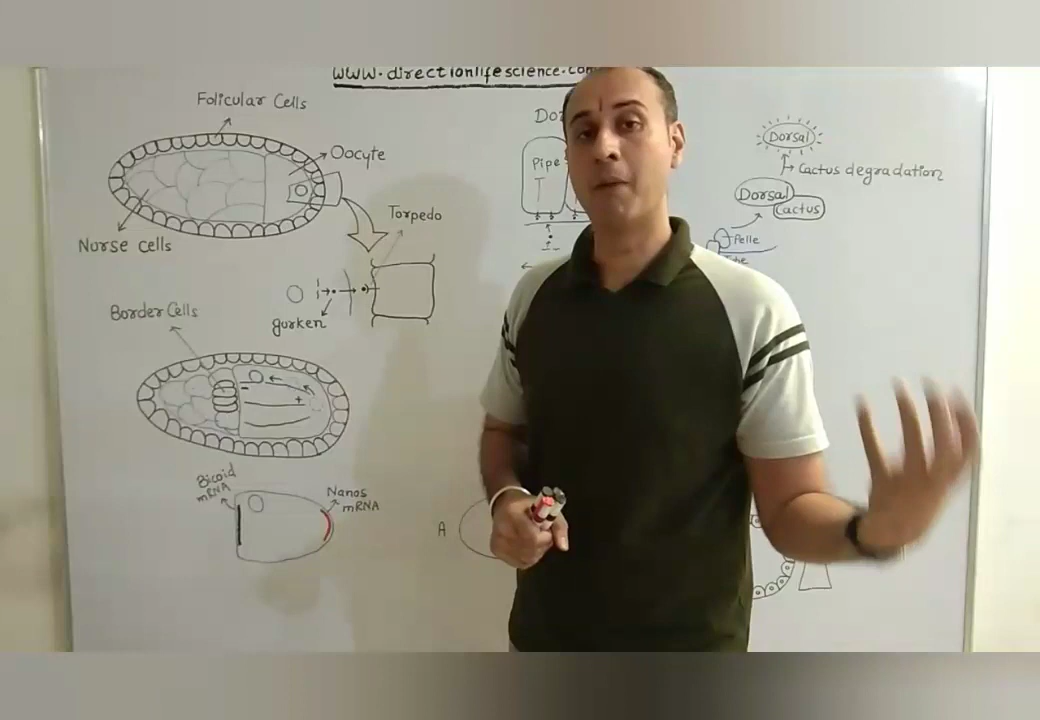 www.directionlifescience.com
Folicular Cells
Oocyte
Nurse cells
Torpedo
gurken
Border Cells
-
+
Bicoid
mRNA
Nanos
mRNA
A
Pipe
Dorsal
Cactus degradation
Dorsal
Cactus
Pelle